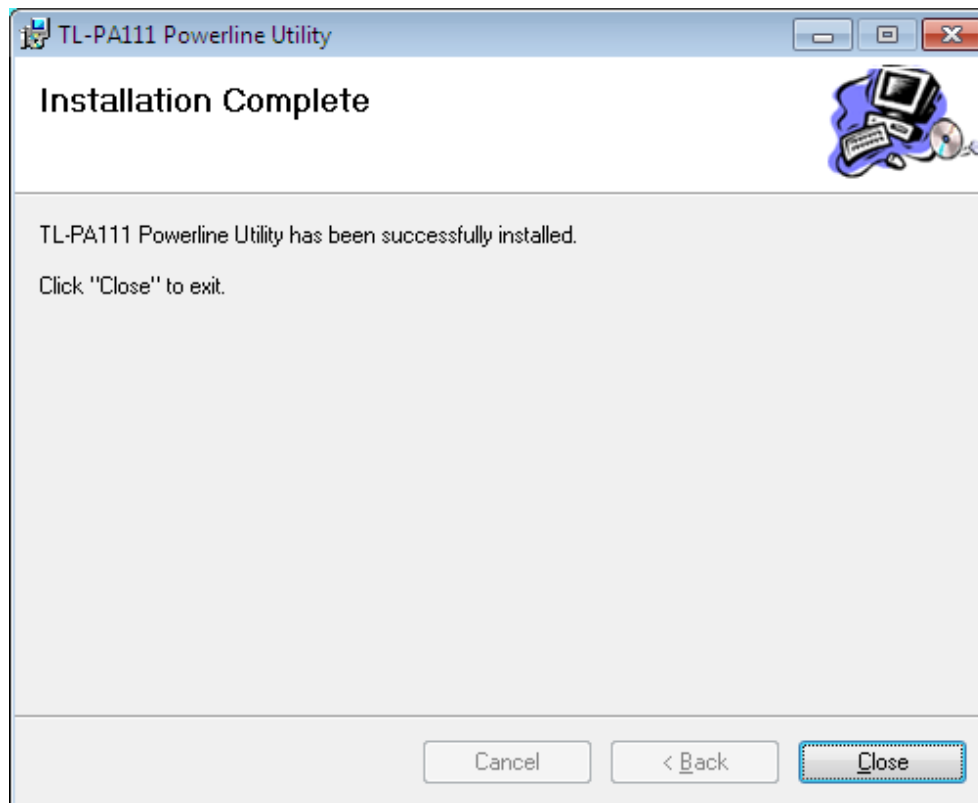 TL-PA111 Powerline Utility
Installation Complete
TL-PA111 Powerline Utility has been successfully installed.
Click "Close" to exit.
Cancel < Back Close